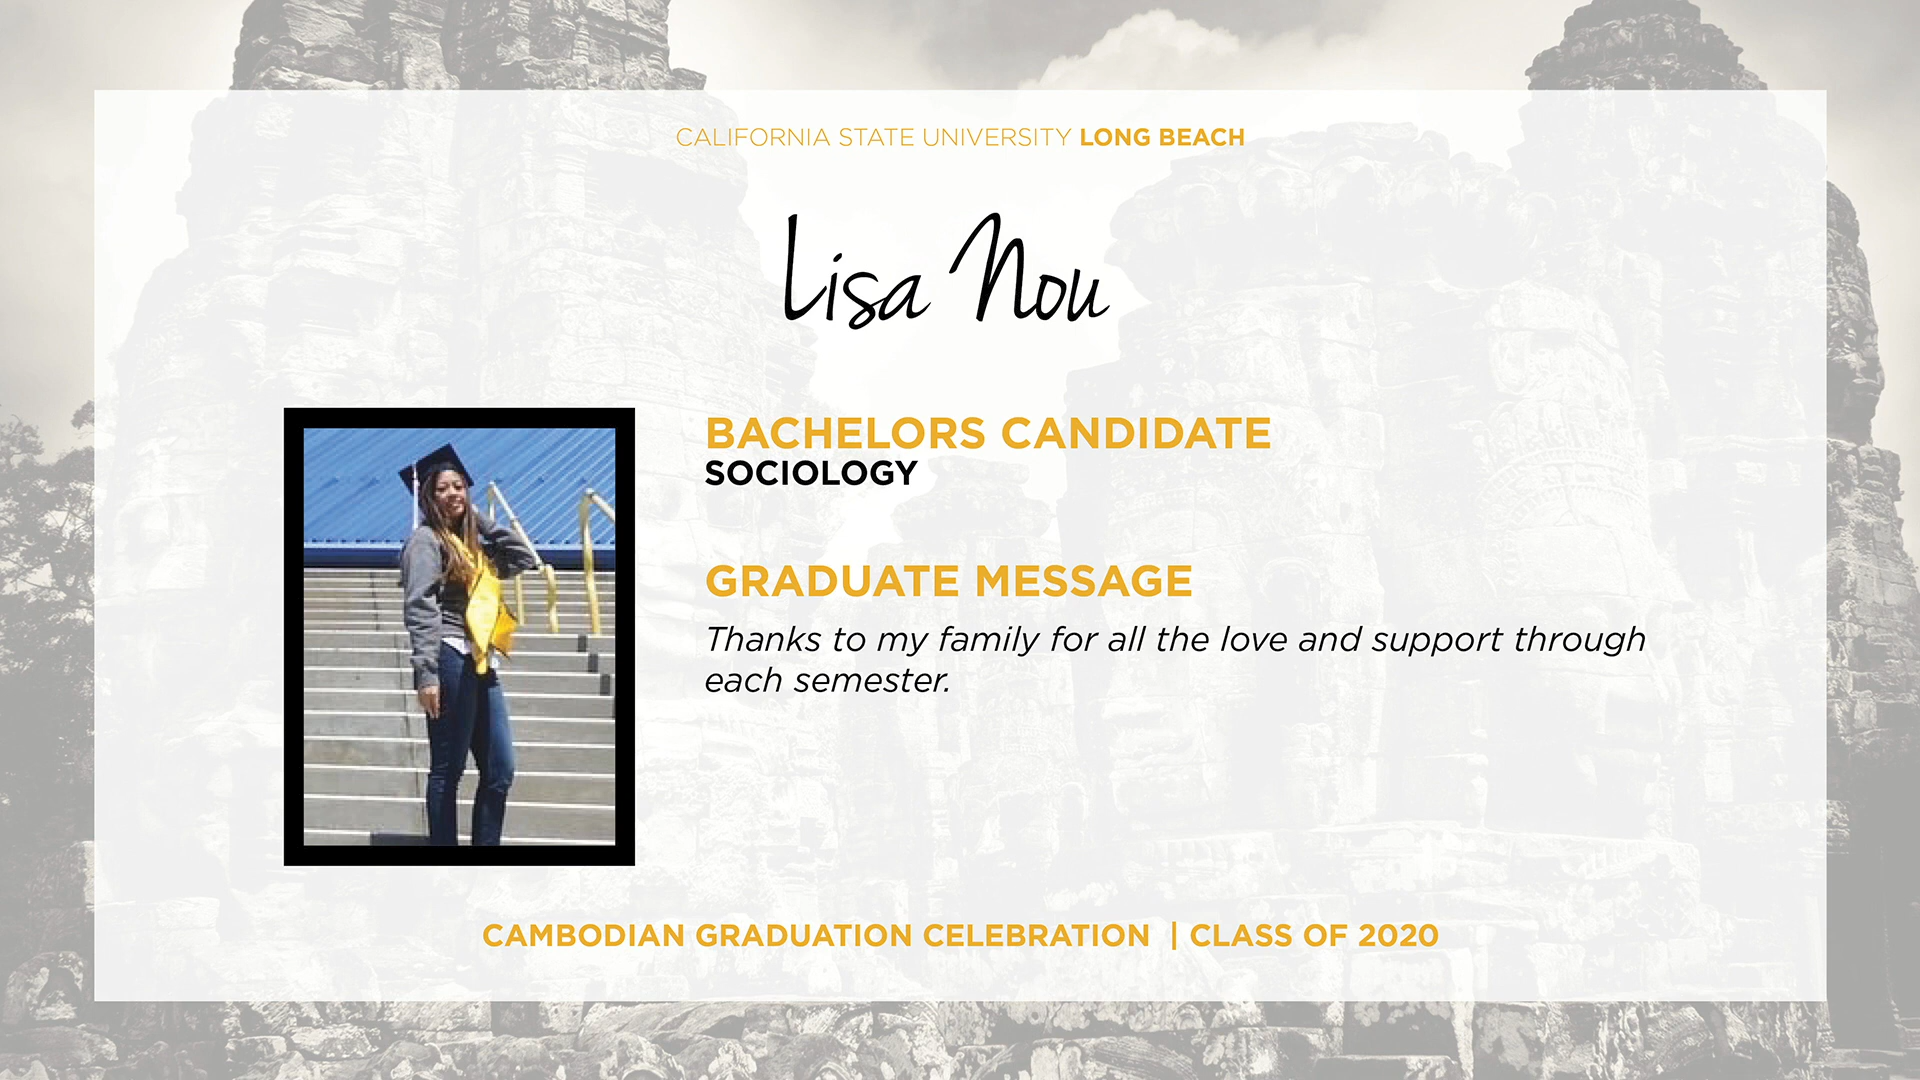 CALIFORNIA STATE UNIVERSITY LONG BEACH
Lisa Nou
BACHELORS CANDIDATE
SOCIOLOGY
GRADUATE MESSAGE
Thanks to my family for all the love and support through
each semester.
CAMBODIAN GRADUATION CELEBRATION | CLASS OF 2020